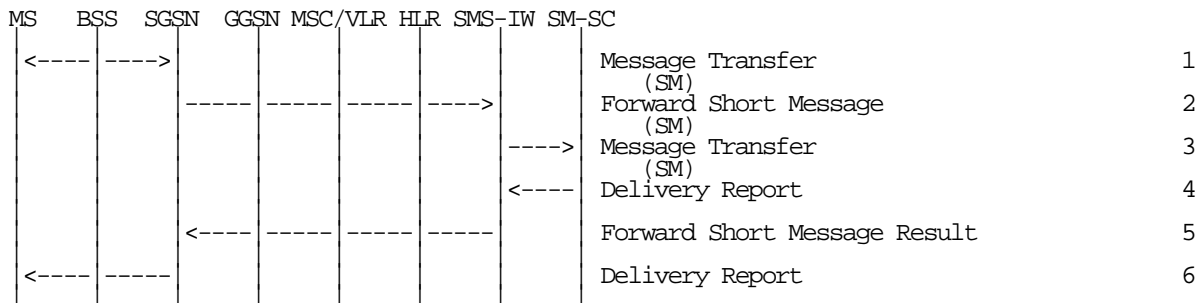 MS BSS SGSN GGSN MSC/VLR HLR SMS-IW SM-SC
<---- ----> Message Transfer 1
(SM)
----- ----- ----- ----> Forward Short Message 2
(SM)
----> Message Transfer 3
(SM)
<---- Delivery Report 4
<---- ----- ----- ----- Forward Short Message Result 5
<---- ----- Delivery Report 6